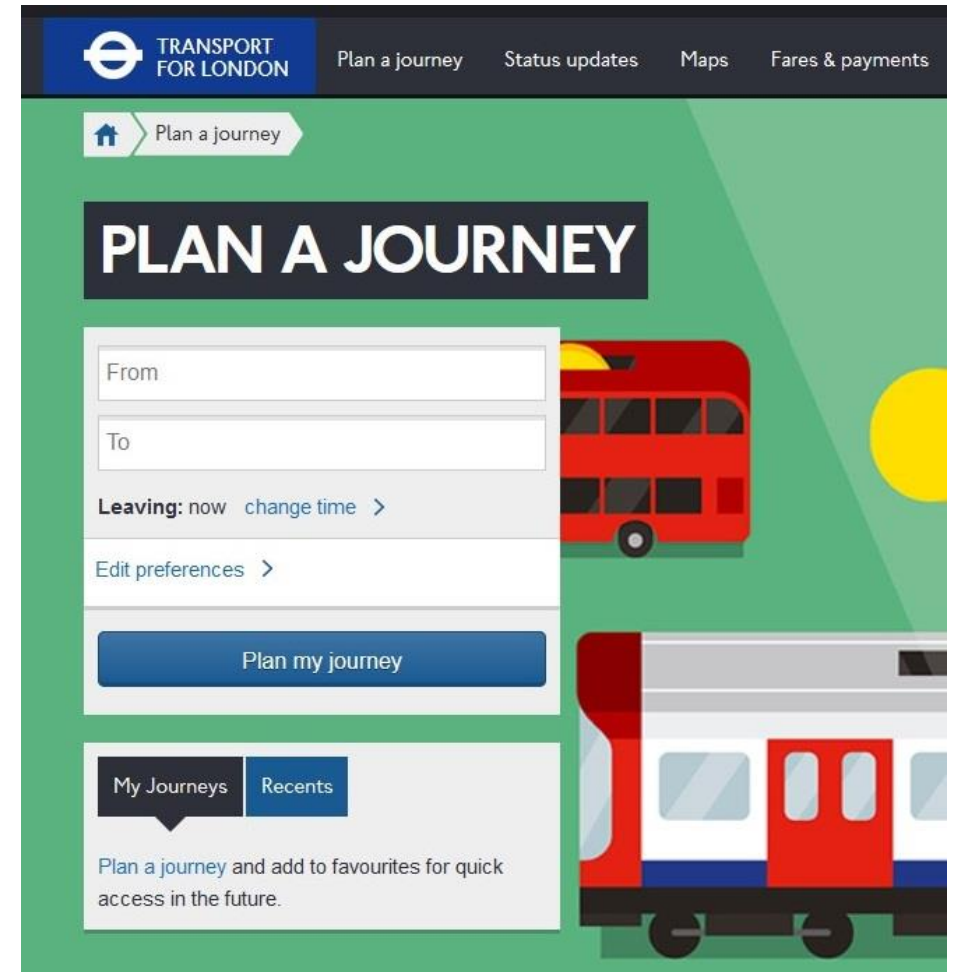 TRANSPORT
FOR LONDON
Plan a journey
Status updates
Maps
Fares & payments
Plan a journey
PLAN A JOURNEY
From
To
Leaving: now change time >
Edit preferences >
Plan my journey
My Journeys
Recents
Plan a journey and add to favourites for quick
access in the future.